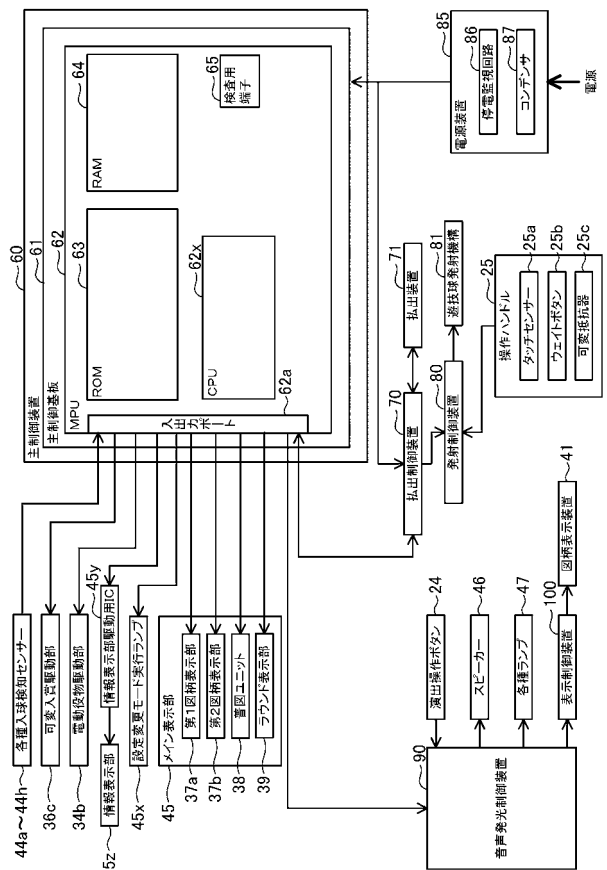 60
主制御装置
61
主制御基板
62
MPU
63
ROM
64
RAM
65
検査用
端子
62x
CPU
62a
入出力ポート
44a～44h
各種入球検知センサー
36c
可変入賞駆動部
34b
電動役物駆動部
45y
情報表示部駆動用IC
5z
情報表示部
45x
設定変更モード実行ランプ
45
メイン表示部
37a
第1図柄表示部
37b
第2図柄表示部
38
普図ユニット
39
ラウンド表示部
70
払出制御装置
71
払出装置
80
発射制御装置
81
遊技球発射機構
25
操作ハンドル
25a
タッチセンサー
25b
ウェイトボタン
25c
可変抵抗器
85
電源装置
86
停電監視回路
87
コンデンサ
電源
90
音声発光制御装置
24
演出操作ボタン
46
スピーカー
47
各種ランプ
100
表示制御装置
41
図柄表示装置